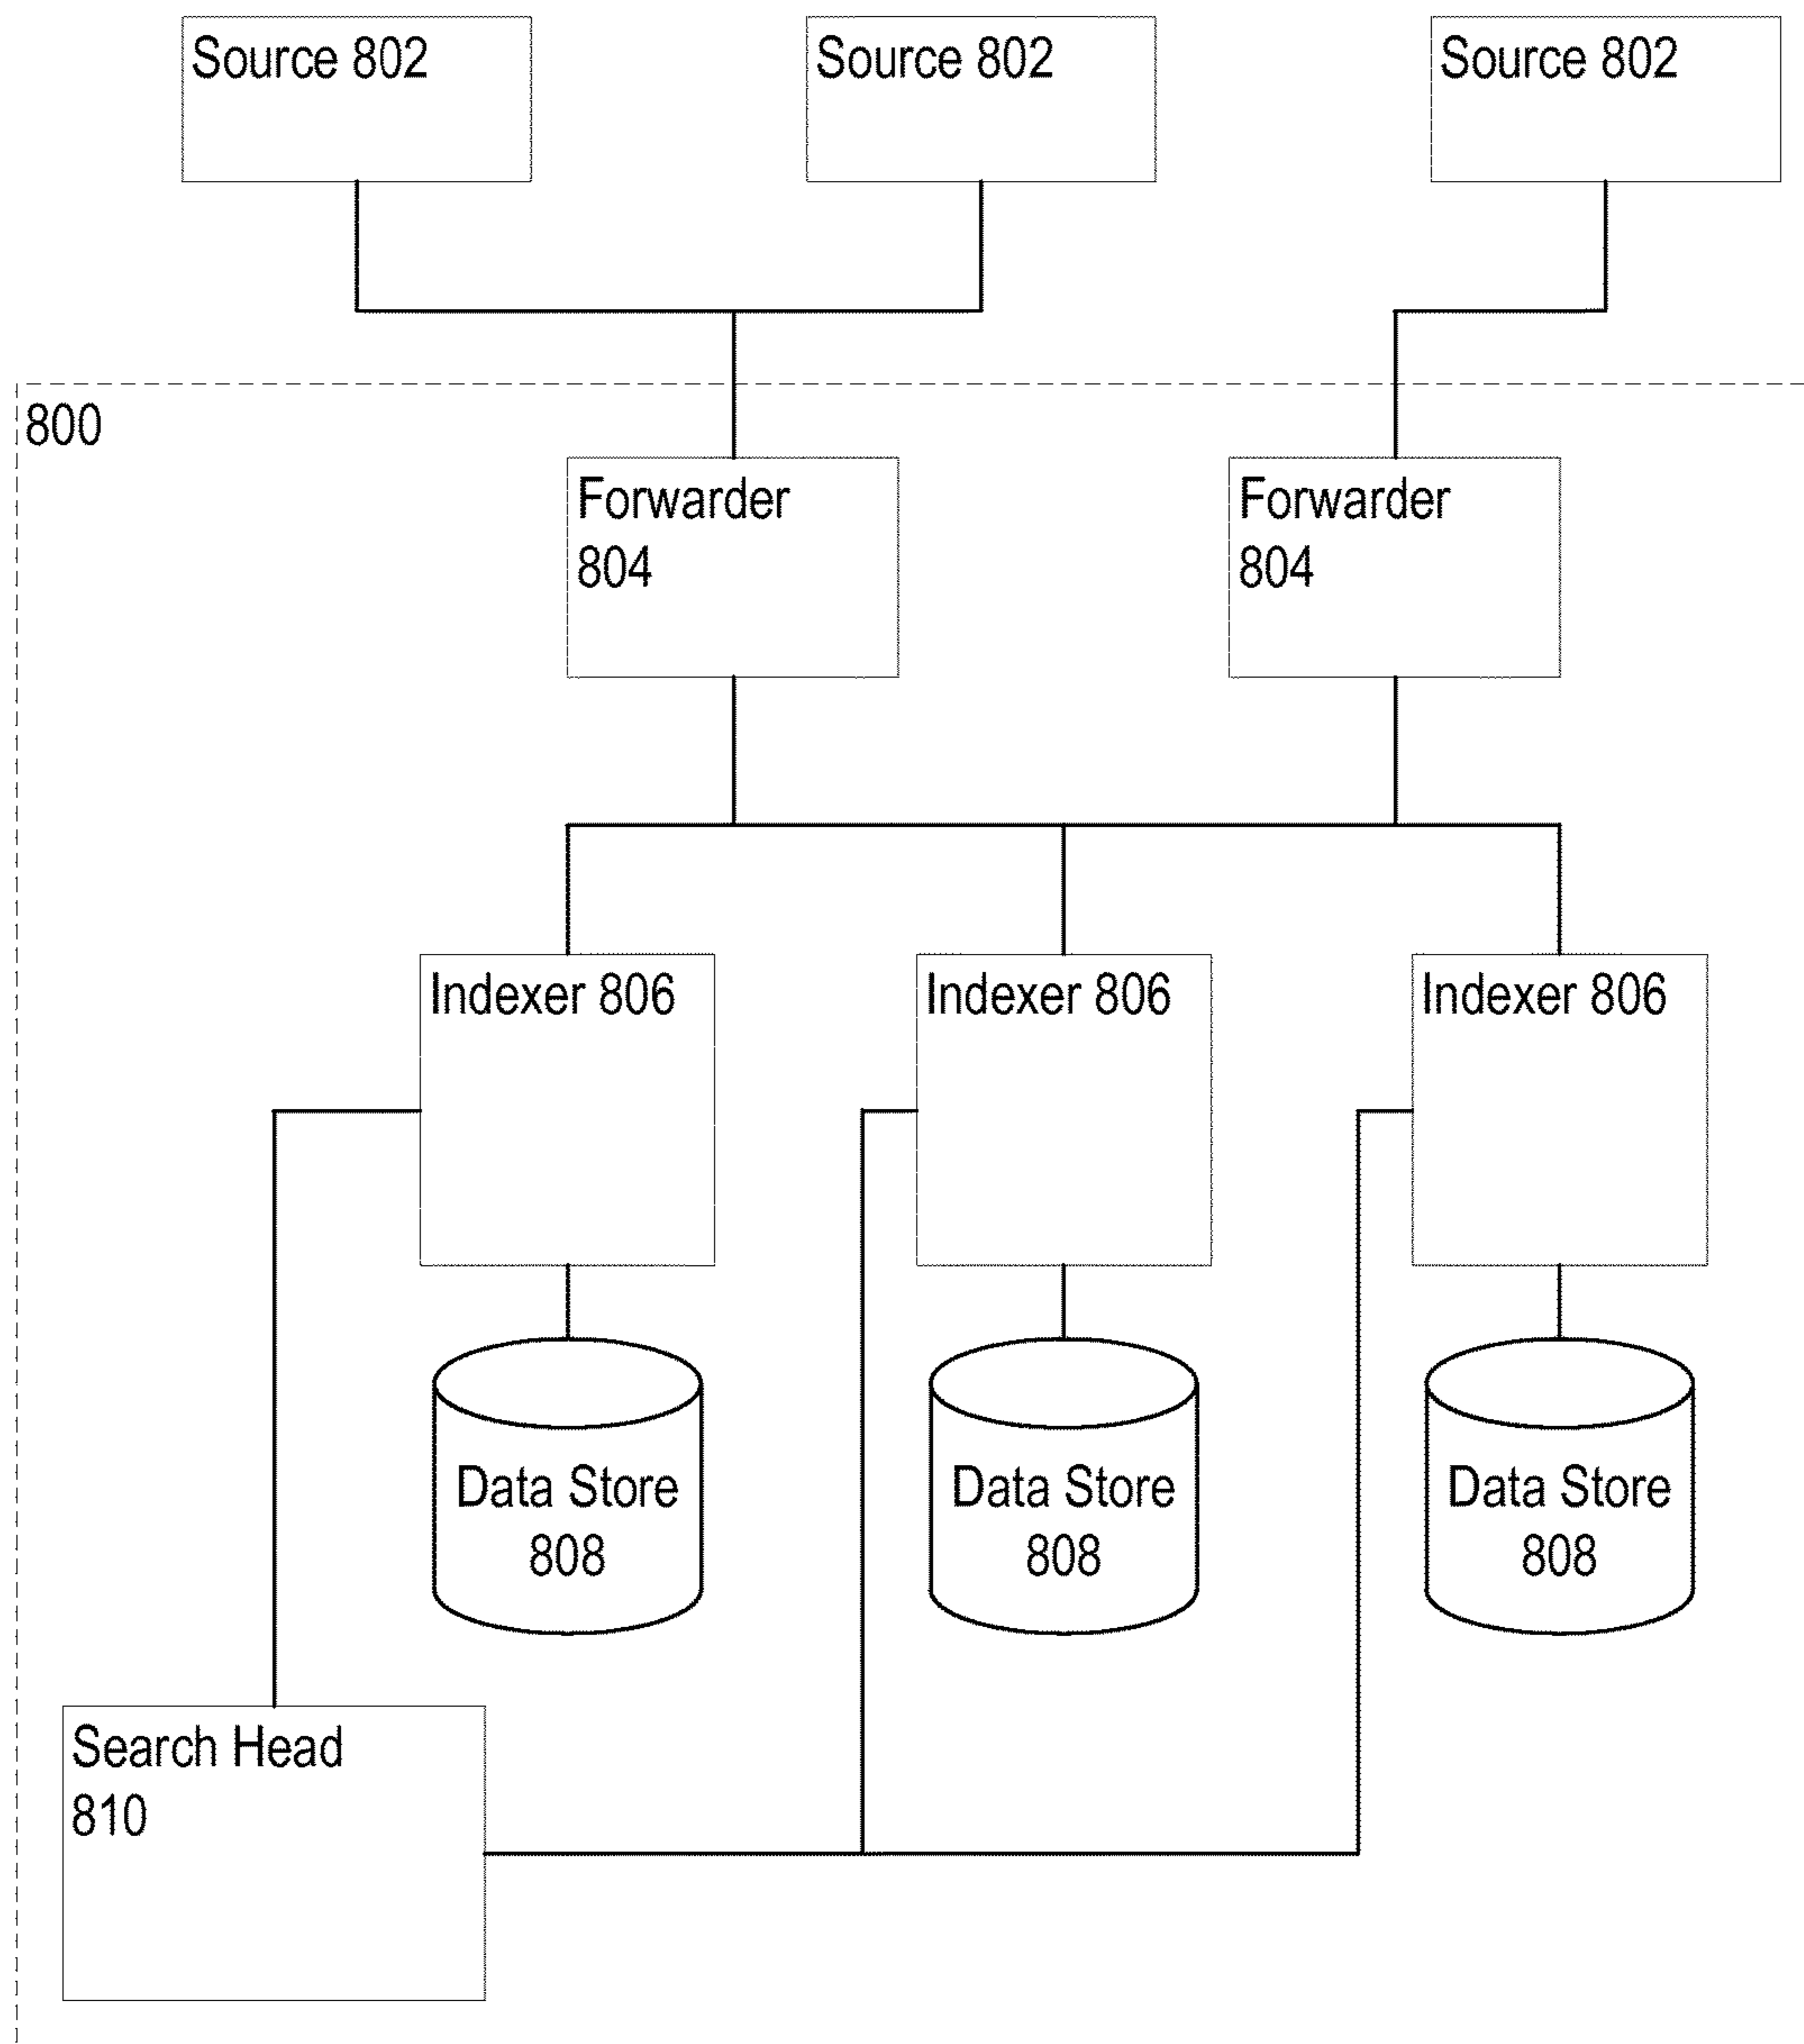 Source 802
Source 802
Source 802
800
Forwarder
804
Forwarder
804
Indexer 806
Indexer 806
Indexer 806
Data Store
808
Data Store
808
Data Store
808
Search Head
810